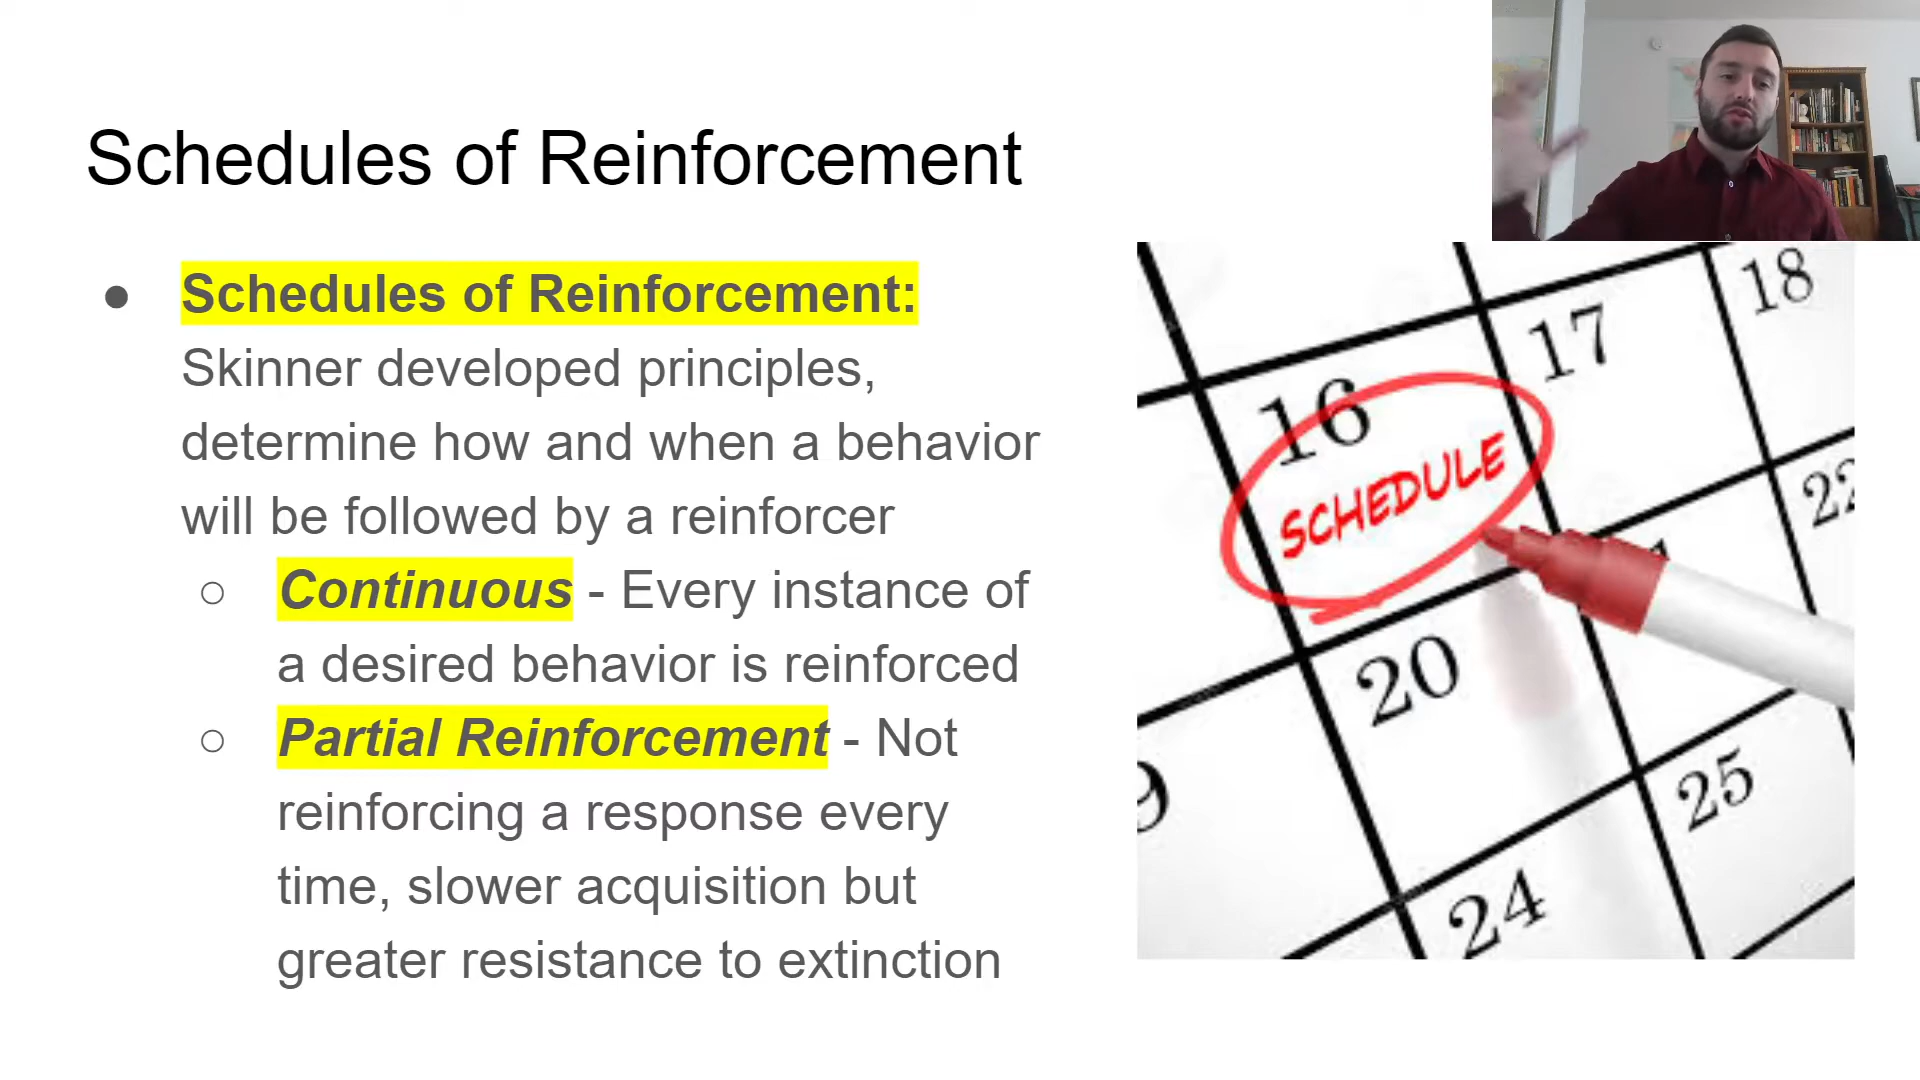 Schedules of Reinforcement
● Schedules of Reinforcement:
Skinner developed principles,
determine how and when a behavior
will be followed by a reinforcer
○ Continuous - Every instance of
a desired behavior is reinforced
○ Partial Reinforcement - Not
reinforcing a response every
time, slower acquisition but
greater resistance to extinction
18
17
16
SCHEDULE
22
20
25
24